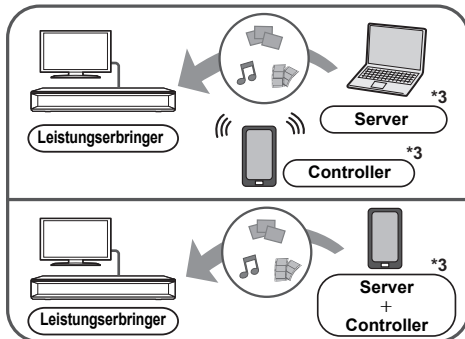 *3
Leistungserbringer
Server
*3
Controller
*3
Leistungserbringer
Server
+
Controller